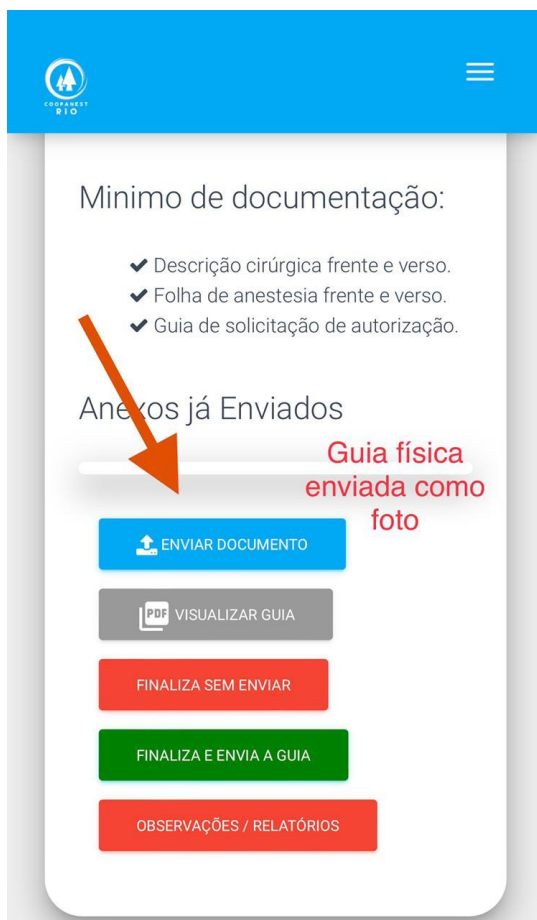 COOPANEST
RIO
Minimo de documentação:
Descrição cirúrgica frente e verso.
Folha de anestesia frente e verso.
Guia de solicitação de autorização.
Anexos já Enviados
Guia física
enviada como
foto
ENVIAR DOCUMENTO
PDF VISUALIZAR GUIA
FINALIZA SEM ENVIAR
FINALIZA E ENVIA A GUIA
OBSERVAÇÕES / RELATÓRIOS